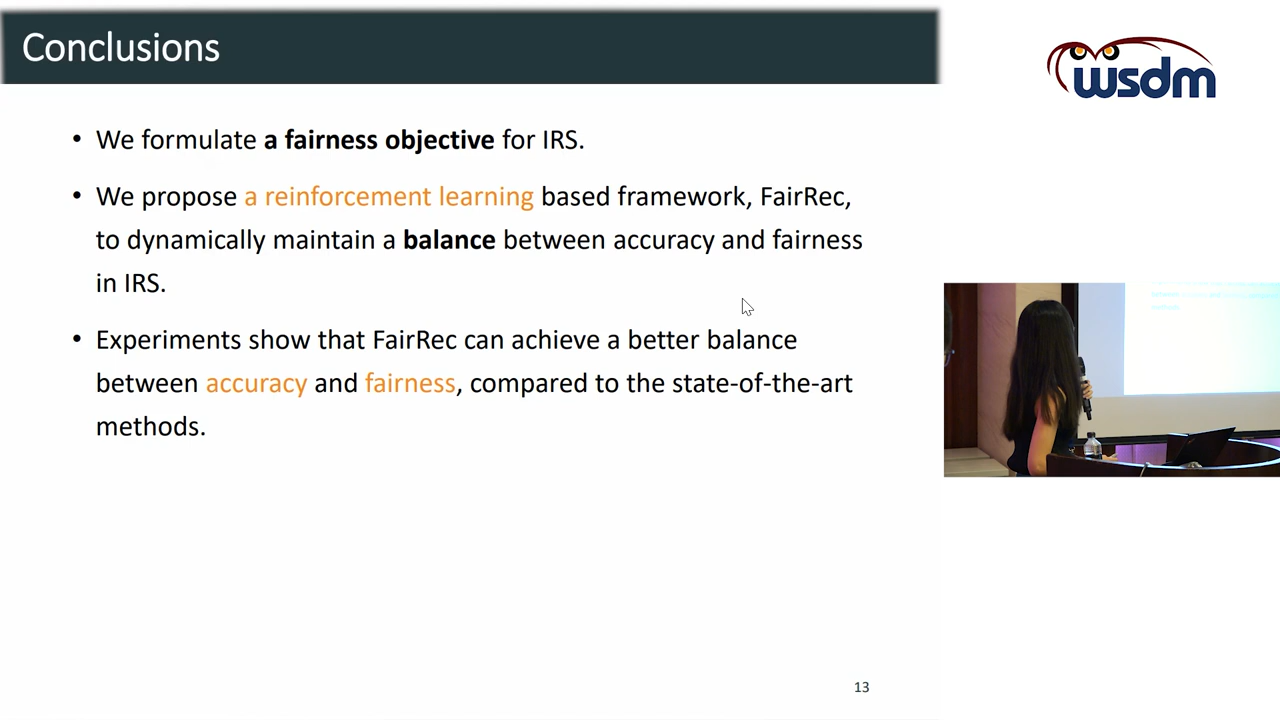 Conclusions
wsdm
• We formulate a fairness objective for IRS.
• We propose a reinforcement learning based framework, FairRec,
to dynamically maintain a balance between accuracy and fairness
in IRS.
• Experiments show that FairRec can achieve a better balance
between accuracy and fairness, compared to the state-of-the-art
methods.
13